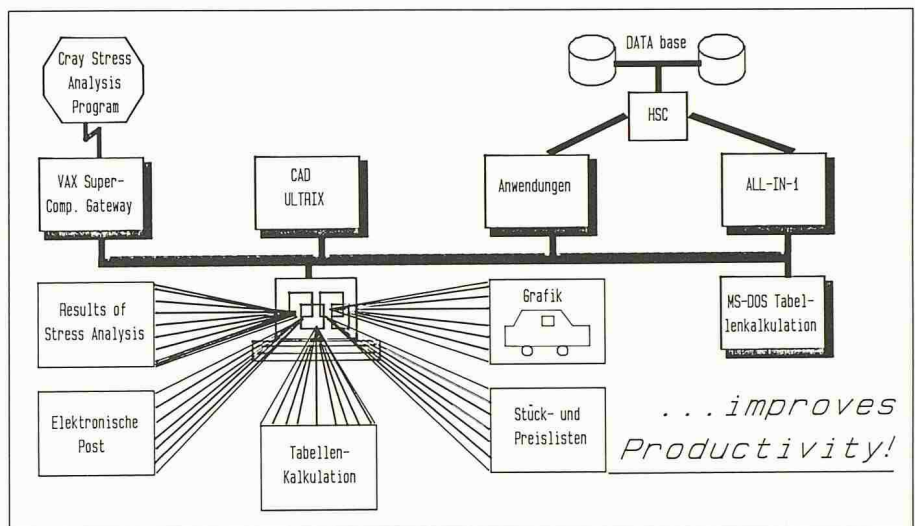 DATA base
Cray Stress
Analysis
Program
HSC
VAX Super-
Comp. Gateway
CAD
ULTRIX
Anwendungen
ALL-IN-1
Results of
Stress Analysis
Grafik
MS-DOS Tabel-
lenkalkulation
Elektronische
Post
Tabellen-
Kalkulation
Stück- und
Preislisten
...improves
Productivity!